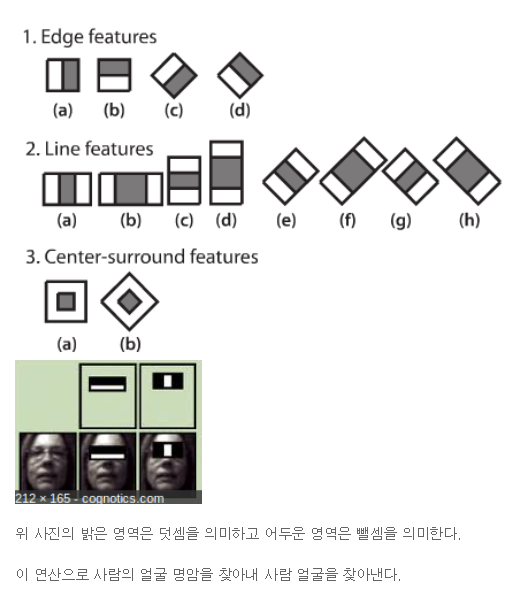 1. Edge features
(a) (b) (c) (d)
2. Line features
(a) (b) (c) (d) (e) (f) (g) (h)
3. Center-surround features
(a) (b)
212 × 165 - cognotics.com
위 사진의 밝은 영역은 덧셈을 의미하고 어두운 영역은 뺄셈을 의미한다.
이 연산으로 사람의 얼굴 명암을 찾아내 사람 얼굴을 찾아낸다.